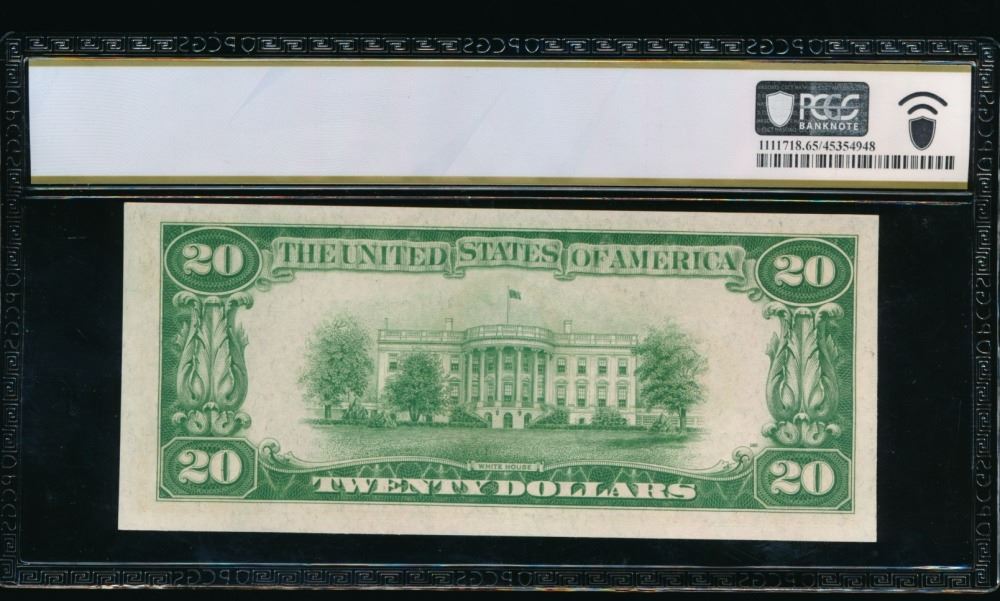 PCGS
BANKNOTE
1111718.65/45354948
20 THE UNITED STATES OF AMERICA 20
WHITE HOUSE
20 TWENTY DOLLARS 20